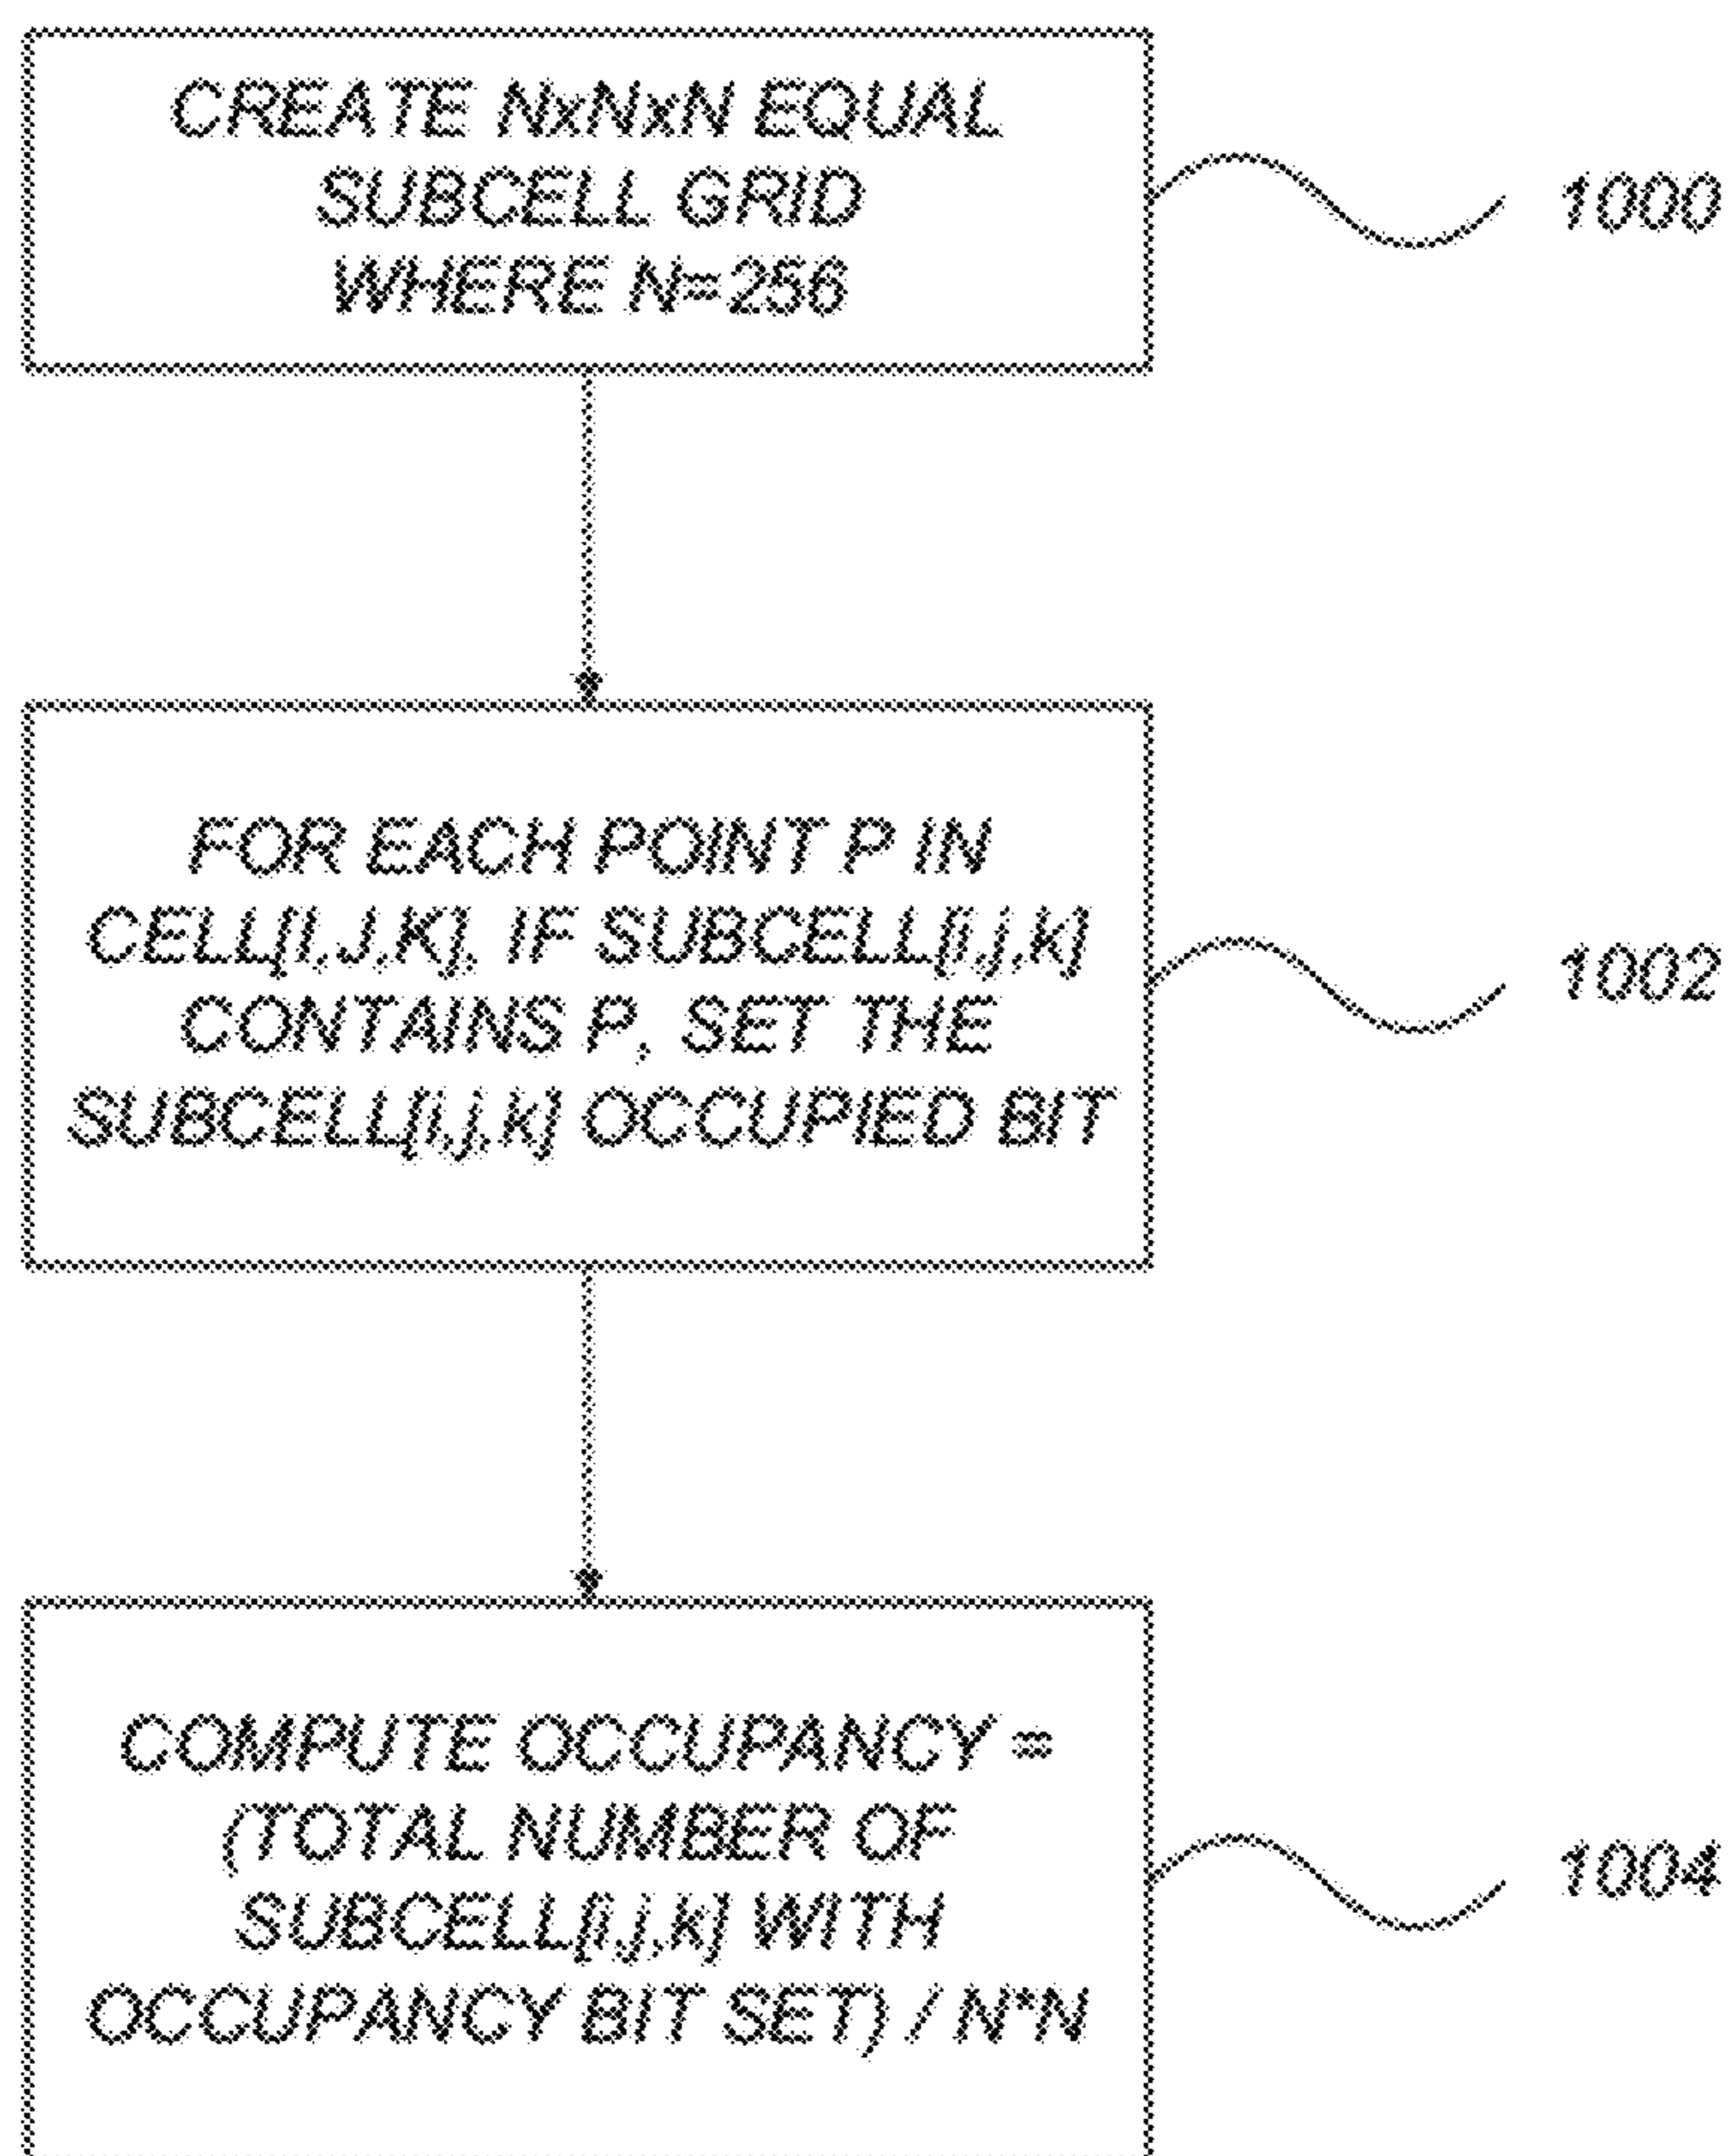 CREATE NxNxN EQUAL
SUBCELL GRID
WHERE N=256
1000
FOR EACH POINT P IN
CELL[I,J,K], IF SUBCELL[i,j,k]
CONTAINS P, SET THE
SUBCELL[i,j,k] OCCUPIED BIT
1002
COMPUTE OCCUPANCY =
(TOTAL NUMBER OF
SUBCELL[i,j,k] WITH
OCCUPANCY BIT SET) / N*N
1004